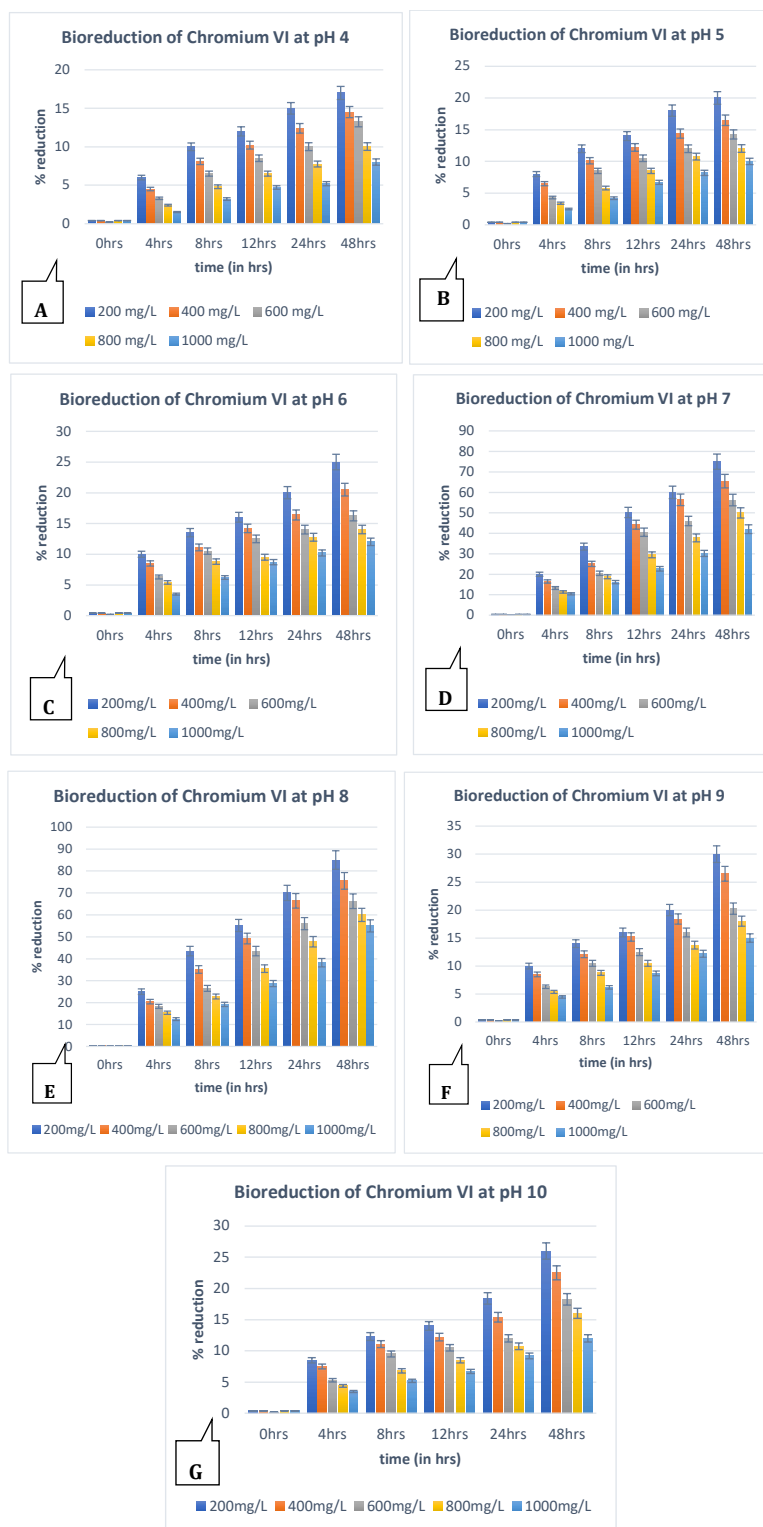 Bioreduction of Chromium VI at pH 4
20
15
10
5
0
% reduction
0hrs 4hrs 8hrs 12hrs 24hrs 48hrs
time (in hrs)
A
200 mg/L 400 mg/L 600 mg/L
800 mg/L 1000 mg/L
Bioreduction of Chromium VI at pH 5
25
20
15
10
5
0
% reduction
0hrs 4hrs 8hrs 12hrs 24hrs 48hrs
time (in hrs)
B
200 mg/L 400 mg/L 600 mg/L
800 mg/L 1000 mg/L
Bioreduction of Chromium VI at pH 6
30
25
20
15
10
5
0
% reduction
0hrs 4hrs 8hrs 12hrs 24hrs 48hrs
time (in hrs)
C
200mg/L 400mg/L 600mg/L
800mg/L 1000mg/L
Bioreduction of Chromium VI at pH 7
90
80
70
60
50
40
30
20
10
0
% reduction
0hrs 4hrs 8hrs 12hrs 24hrs 48hrs
time (in hrs)
D
200mg/L 400mg/L 600mg/L
800mg/L 1000mg/L
Bioreduction of Chromium VI at pH 8
100
90
80
70
60
50
40
30
20
10
0
% reduction
0hrs 4hrs 8hrs 12hrs 24hrs 48hrs
time (in hrs)
E
200mg/L 400mg/L 600mg/L 800mg/L 1000mg/L
Bioreduction of Chromium VI at pH 9
35
30
25
20
15
10
5
0
% reduction
0hrs 4hrs 8hrs 12hrs 24hrs 48hrs
time (in hrs)
F
200mg/L 400mg/L 600mg/L
800mg/L 1000mg/L
Bioreduction of Chromium VI at pH 10
30
25
20
15
10
5
0
% reduction
0hrs 4hrs 8hrs 12hrs 24hrs 48hrs
time (in hrs)
G
200mg/L 400mg/L 600mg/L 800mg/L 1000mg/L